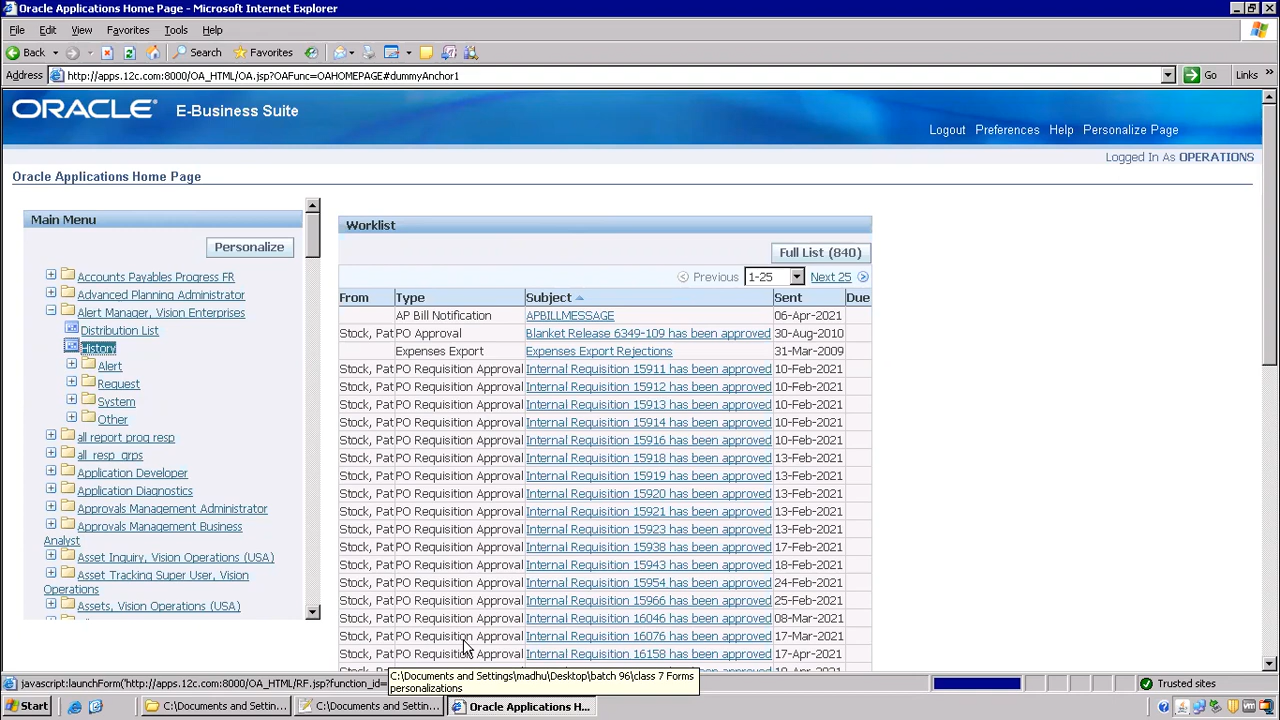 Oracle Applications Home Page - Microsoft Internet Explorer
File Edit View Favorites Tools Help
Back Search Favorites
Address http://apps.12c.com:8000/OA_HTML/OA.jsp?OAFunc=OAHOMEPAGE#dummyAnchor1 Go Links »
ORACLE E-Business Suite
Logout Preferences Help Personalize Page
Logged In As OPERATIONS
Oracle Applications Home Page
Main Menu
Personalize
Accounts Payables Progress FR
Advanced Planning Administrator
Alert Manager, Vision Enterprises
Distribution List
History
Alert
Request
System
Other
all report prog resp
all_resp_grps
Application Developer
Application Diagnostics
Approvals Management Administrator
Approvals Management Business
Analyst
Asset Inquiry, Vision Operations (USA)
Asset Tracking Super User, Vision
Operations
Assets, Vision Operations (USA)
Worklist
Full List (840)
Previous 1-25 Next 25
From Type Subject Sent Due
AP Bill Notification APBILLMESSAGE 06-Apr-2021
Stock, Pat PO Approval Blanket Release 6349-109 has been approved 30-Aug-2010
Expenses Export Expenses Export Rejections 31-Mar-2009
Stock, Pat PO Requisition Approval Internal Requisition 15911 has been approved 10-Feb-2021
Stock, Pat PO Requisition Approval Internal Requisition 15912 has been approved 10-Feb-2021
Stock, Pat PO Requisition Approval Internal Requisition 15913 has been approved 10-Feb-2021
Stock, Pat PO Requisition Approval Internal Requisition 15914 has been approved 10-Feb-2021
Stock, Pat PO Requisition Approval Internal Requisition 15916 has been approved 10-Feb-2021
Stock, Pat PO Requisition Approval Internal Requisition 15918 has been approved 13-Feb-2021
Stock, Pat PO Requisition Approval Internal Requisition 15919 has been approved 13-Feb-2021
Stock, Pat PO Requisition Approval Internal Requisition 15920 has been approved 13-Feb-2021
Stock, Pat PO Requisition Approval Internal Requisition 15921 has been approved 13-Feb-2021
Stock, Pat PO Requisition Approval Internal Requisition 15923 has been approved 13-Feb-2021
Stock, Pat PO Requisition Approval Internal Requisition 15938 has been approved 17-Feb-2021
Stock, Pat PO Requisition Approval Internal Requisition 15943 has been approved 18-Feb-2021
Stock, Pat PO Requisition Approval Internal Requisition 15954 has been approved 24-Feb-2021
Stock, Pat PO Requisition Approval Internal Requisition 15966 has been approved 25-Feb-2021
Stock, Pat PO Requisition Approval Internal Requisition 16046 has been approved 08-Mar-2021
Stock, Pat PO Requisition Approval Internal Requisition 16076 has been approved 17-Mar-2021
Stock, Pat PO Requisition Approval Internal Requisition 16158 has been approved 17-Apr-2021
C:\Documents and Settings\madhu\Desktop\batch 96\class 7 Forms
personalizations
javascript:launchForm('http://apps.12c.com:8000/OA_HTML/RF.jsp?function_id= Trusted sites
Start C:\Documents and Settin... C:\Documents and Settin... Oracle Applications H...